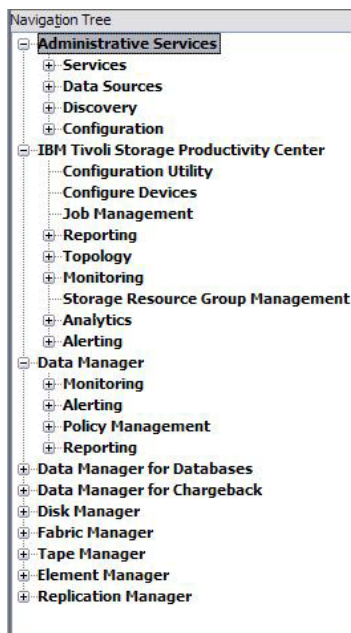 Navigation Tree
Administrative Services
Services
Data Sources
Discovery
Configuration
IBM Tivoli Storage Productivity Center
Configuration Utility
Configure Devices
Job Management
Reporting
Topology
Monitoring
Storage Resource Group Management
Analytics
Alerting
Data Manager
Monitoring
Alerting
Policy Management
Reporting
Data Manager for Databases
Data Manager for Chargeback
Disk Manager
Fabric Manager
Tape Manager
Element Manager
Replication Manager